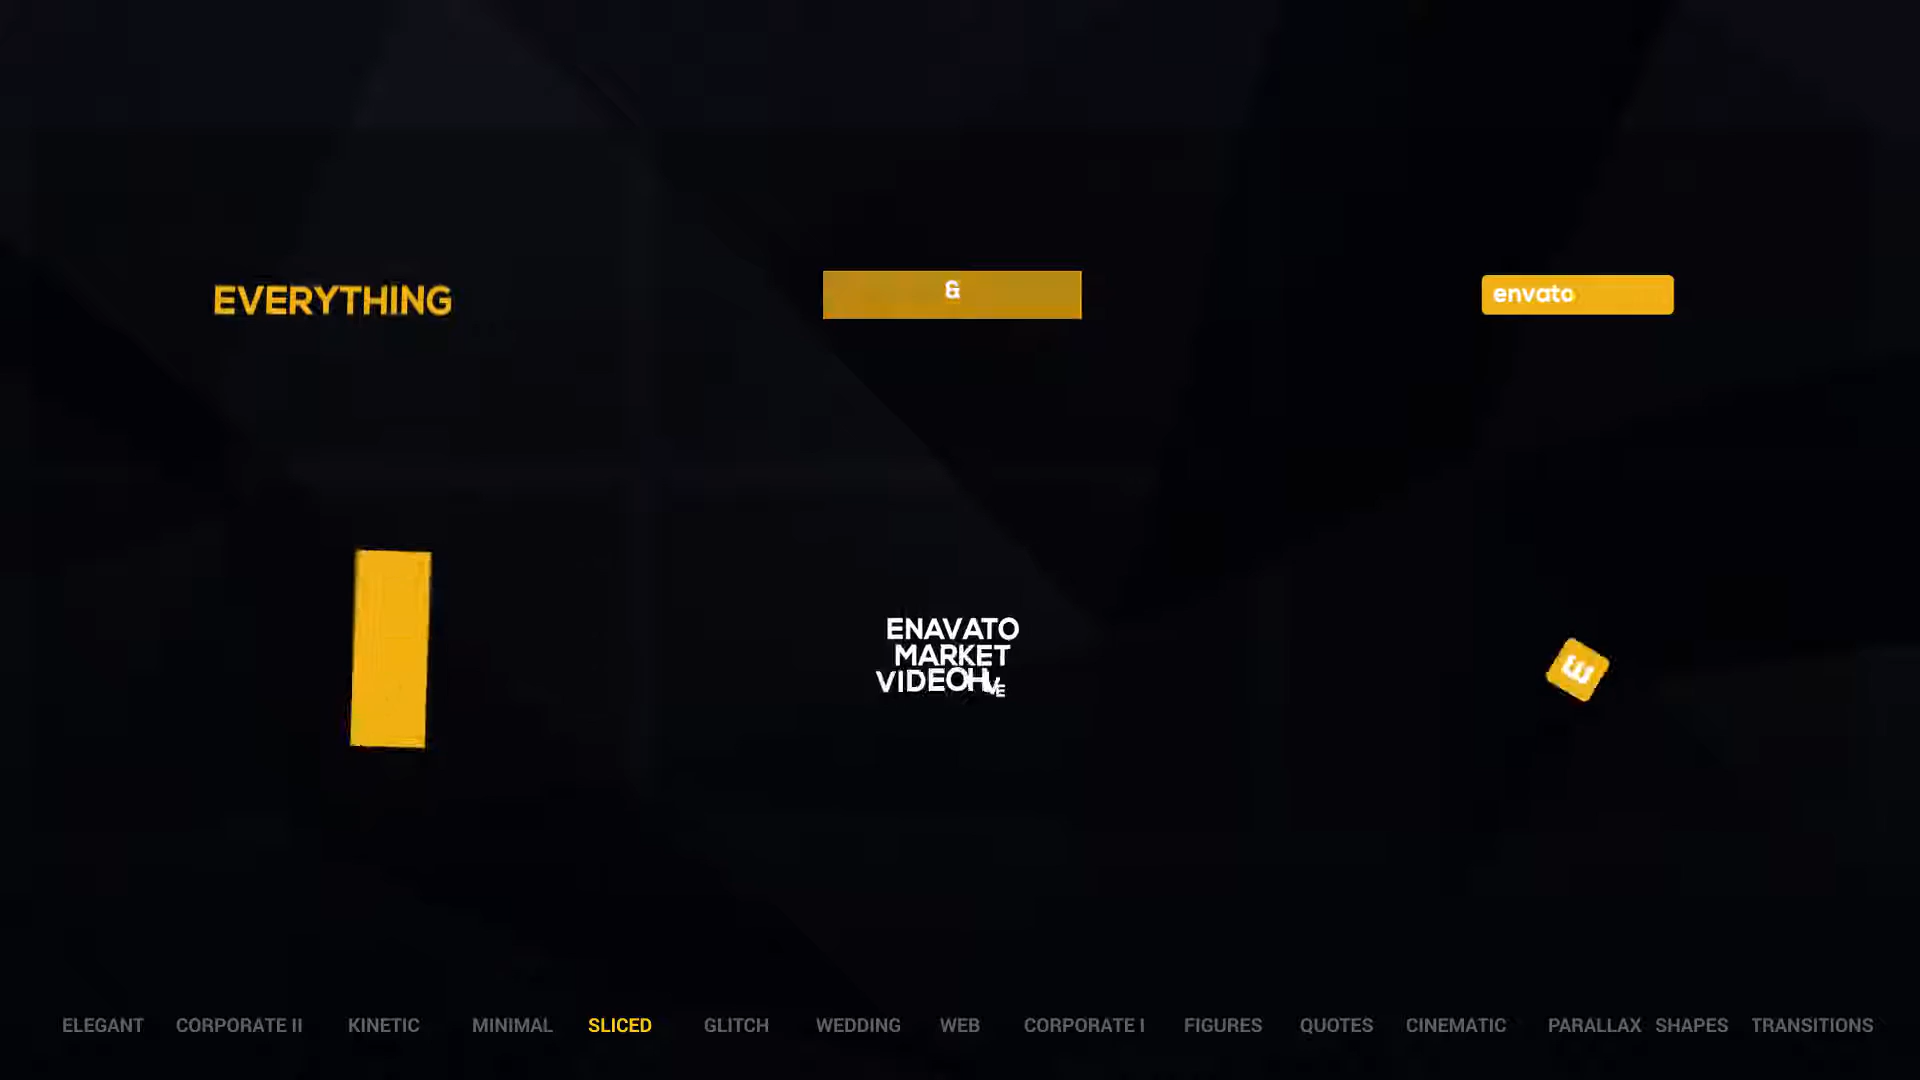 EVERYTHING
&
envato
ENAVATO
MARKET
VIDEOHIVE
ELEGANT CORPORATE II KINETIC MINIMAL SLICED GLITCH WEDDING WEB CORPORATE I FIGURES QUOTES CINEMATIC PARALLAX SHAPES TRANSITIONS